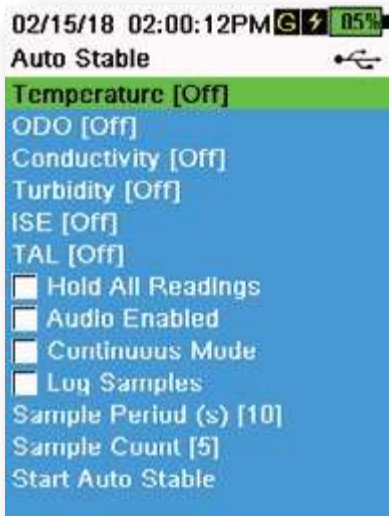 02/15/18 02:00:12PM G 85%
Auto Stable
Temperature [Off]
ODO [Off]
Conductivity [Off]
Turbidity [Off]
ISE [Off]
TAL [Off]
Hold All Readings
Audio Enabled
Continuous Mode
Log Samples
Sample Period (s) [10]
Sample Count [5]
Start Auto Stable